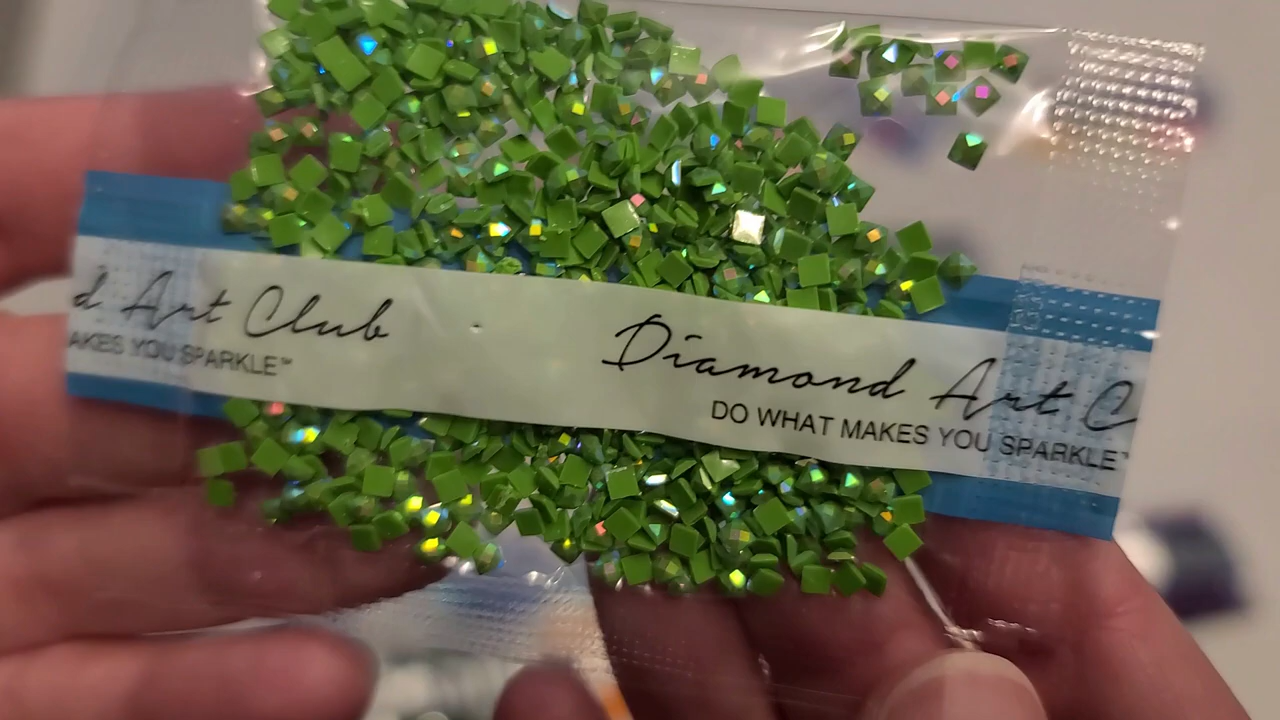 d Art Club
AKES YOU SPARKLE™
Diamond Art C
DO WHAT MAKES YOU SPARKLE™